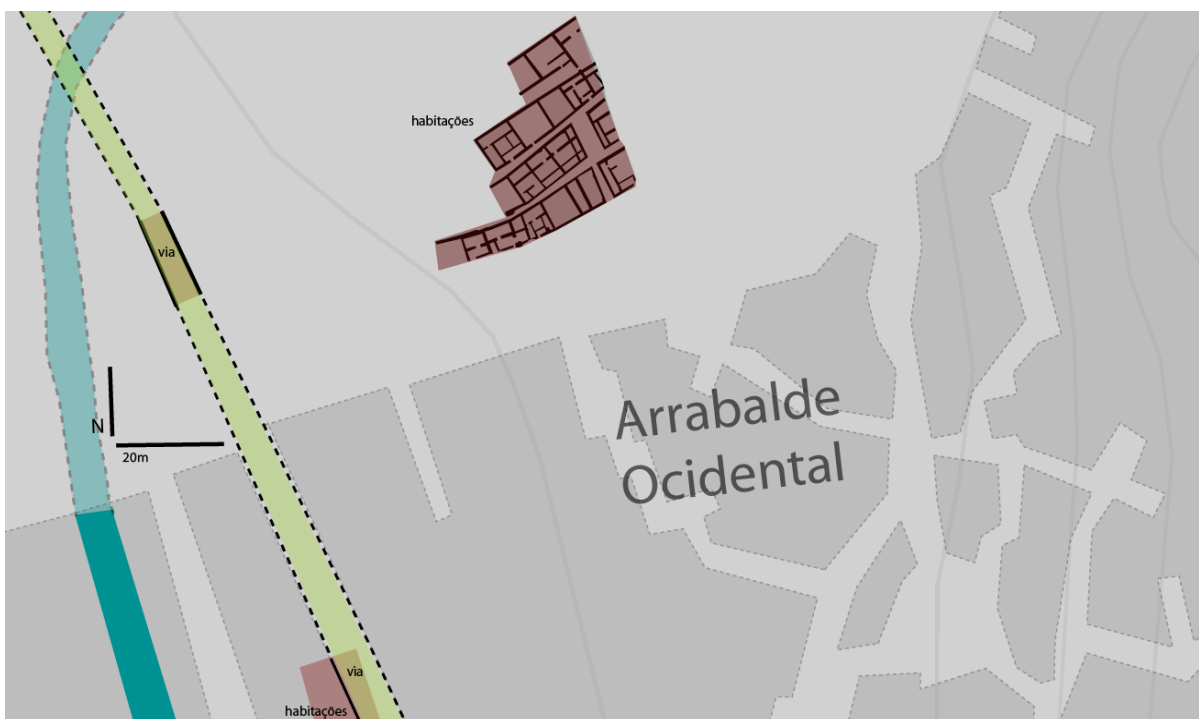 habitações
via
N
20m
Arrabalde
Ocidental
via
habitações